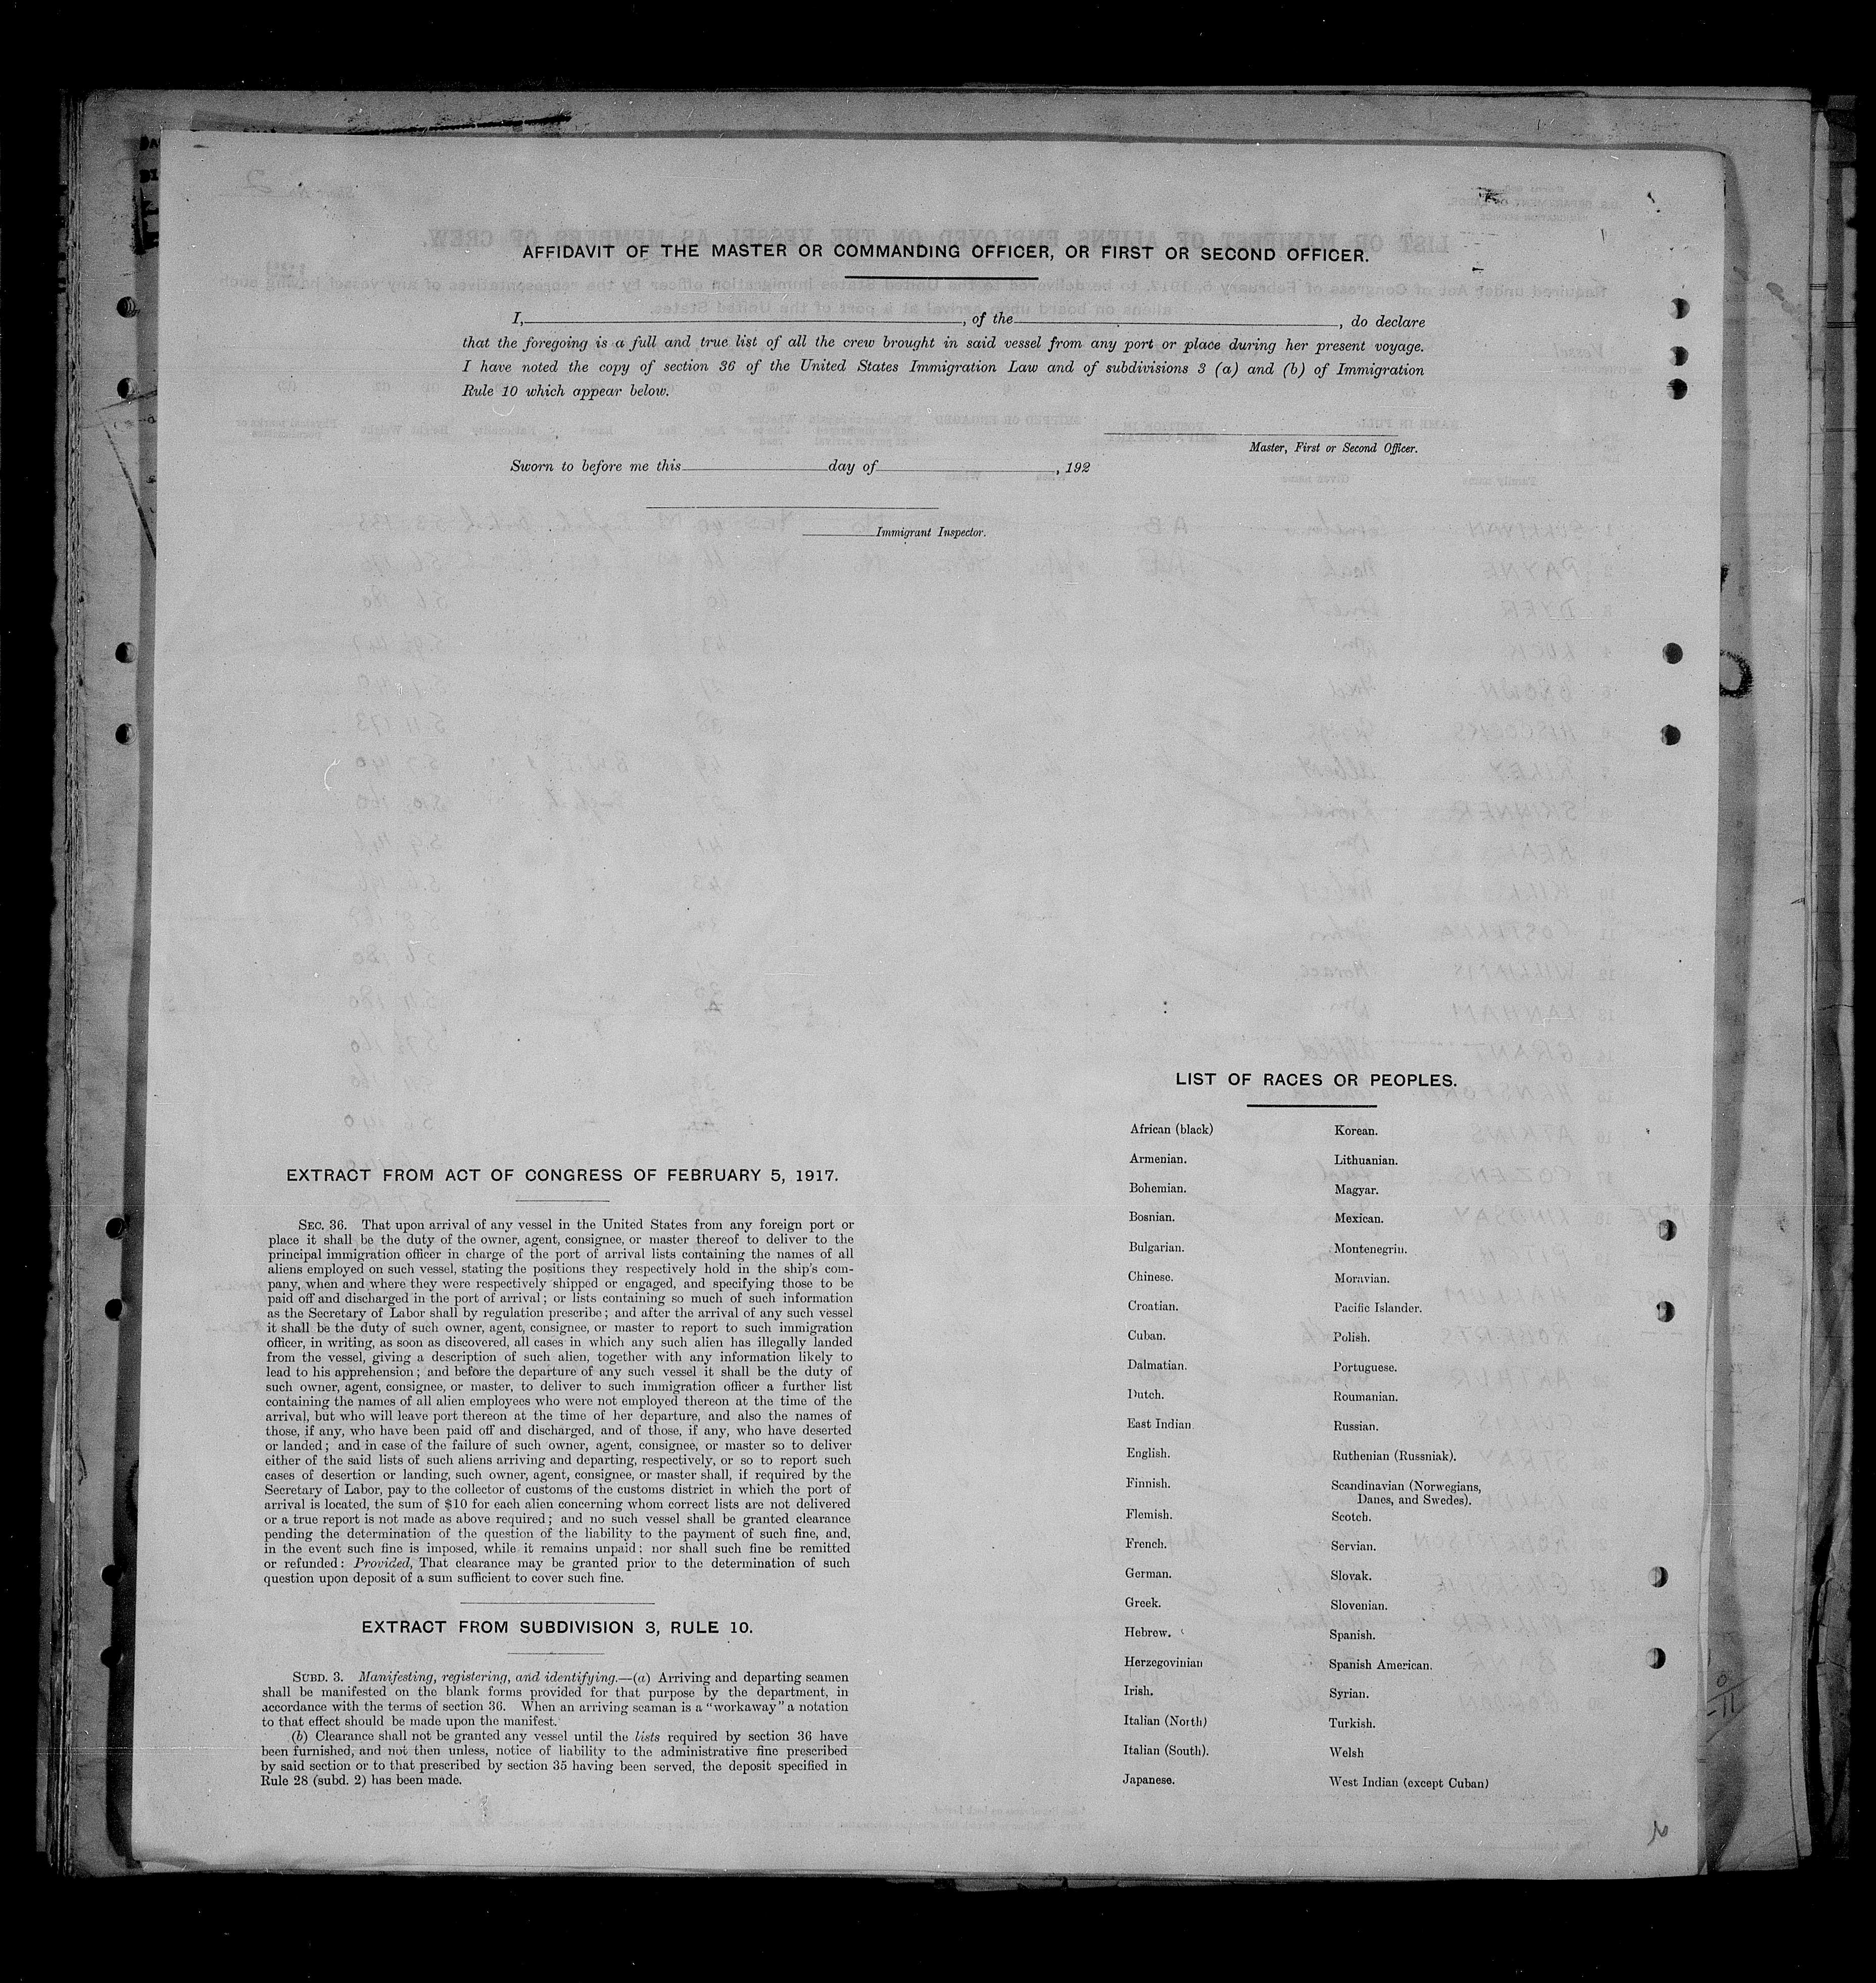 AFFIDAVIT OF THE MASTER OR COMMANDING OFFICER, OR FIRST OR SECOND OFFICER.
I, , of the , do declare
that the foregoing is a full and true list of all the crew brought in said vessel from any port or place during her present voyage.
I have noted the copy of section 36 of the United States Immigration Law and of subdivisions 3 (a) and (b) of Immigration
Rule 10 which appear below.
Master, First or Second Officer.
Sworn to before me this day of , 192
Immigrant Inspector.
EXTRACT FROM ACT OF CONGRESS OF FEBRUARY 5, 1917.
SEC. 36. That upon arrival of any vessel in the United States from any foreign port or
place it shall be the duty of the owner, agent, consignee, or master thereof to deliver to the
principal immigration officer in charge of the port of arrival lists containing the names of all
aliens employed on such vessel, stating the positions they respectively hold in the ship's com-
pany, when and where they were respectively shipped or engaged, and specifying those to be
paid off and discharged in the port of arrival; or lists containing so much of such information
as the Secretary of Labor shall by regulation prescribe; and after the arrival of any such vessel
it shall be the duty of such owner, agent, consignee, or master to report to such immigration
officer, in writing, as soon as discovered, all cases in which any such alien has illegally landed
from the vessel, giving a description of such alien, together with any information likely to
lead to his apprehension; and before the departure of any such vessel it shall be the duty of
such owner, agent, consignee, or master, to deliver to such immigration officer a further list
containing the names of all alien employees who were not employed thereon at the time of the
arrival, but who will leave port thereon at the time of her departure, and also the names of
those, if any, who have been paid off and discharged, and of those, if any, who have deserted
or landed; and in case of the failure of such owner, agent, consignee, or master so to deliver
either of the said lists of such aliens arriving and departing, respectively, or so to report such
cases of desertion or landing, such owner, agent, consignee, or master shall, if required by the
Secretary of Labor, pay to the collector of customs of the customs district in which the port of
arrival is located, the sum of $10 for each alien concerning whom correct lists are not delivered
or a true report is not made as above required; and no such vessel shall be granted clearance
pending the determination of the question of the liability to the payment of such fine, and,
in the event such fine is imposed, while it remains unpaid; nor shall such fine be remitted
or refunded: Provided, That clearance may be granted prior to the determination of such
question upon deposit of a sum sufficient to cover such fine.
EXTRACT FROM SUBDIVISION 3, RULE 10.
SUBD. 3. Manifesting, registering, and identifying.—(a) Arriving and departing seamen
shall be manifested on the blank forms provided for that purpose by the department, in
accordance with the terms of section 36. When an arriving seaman is a "workaway" a notation
to that effect should be made upon the manifest.
(b) Clearance shall not be granted any vessel until the lists required by section 36 have
been furnished, and not then unless, notice of liability to the administrative fine prescribed
by said section or to that prescribed by section 35 having been served, the deposit specified in
Rule 28 (subd. 2) has been made.
LIST OF RACES OR PEOPLES.
African (black)
Armenian.
Bohemian.
Bosnian.
Bulgarian.
Chinese.
Croatian.
Cuban.
Dalmatian.
Dutch.
East Indian
English.
Finnish.
Flemish.
French.
German.
Greek.
Hebrew.
Herzegovinian
Irish.
Italian (North)
Italian (South).
Japanese.
Korean.
Lithuanian.
Magyar.
Mexican.
Montenegrin.
Moravian.
Pacific Islander.
Polish.
Portuguese.
Roumanian.
Russian.
Ruthenian (Russniak).
Scandinavian (Norwegians,
Danes, and Swedes).
Scotch.
Servian.
Slovak.
Slovenian.
Spanish.
Spanish American.
Syrian.
Turkish.
Welsh
West Indian (except Cuban)